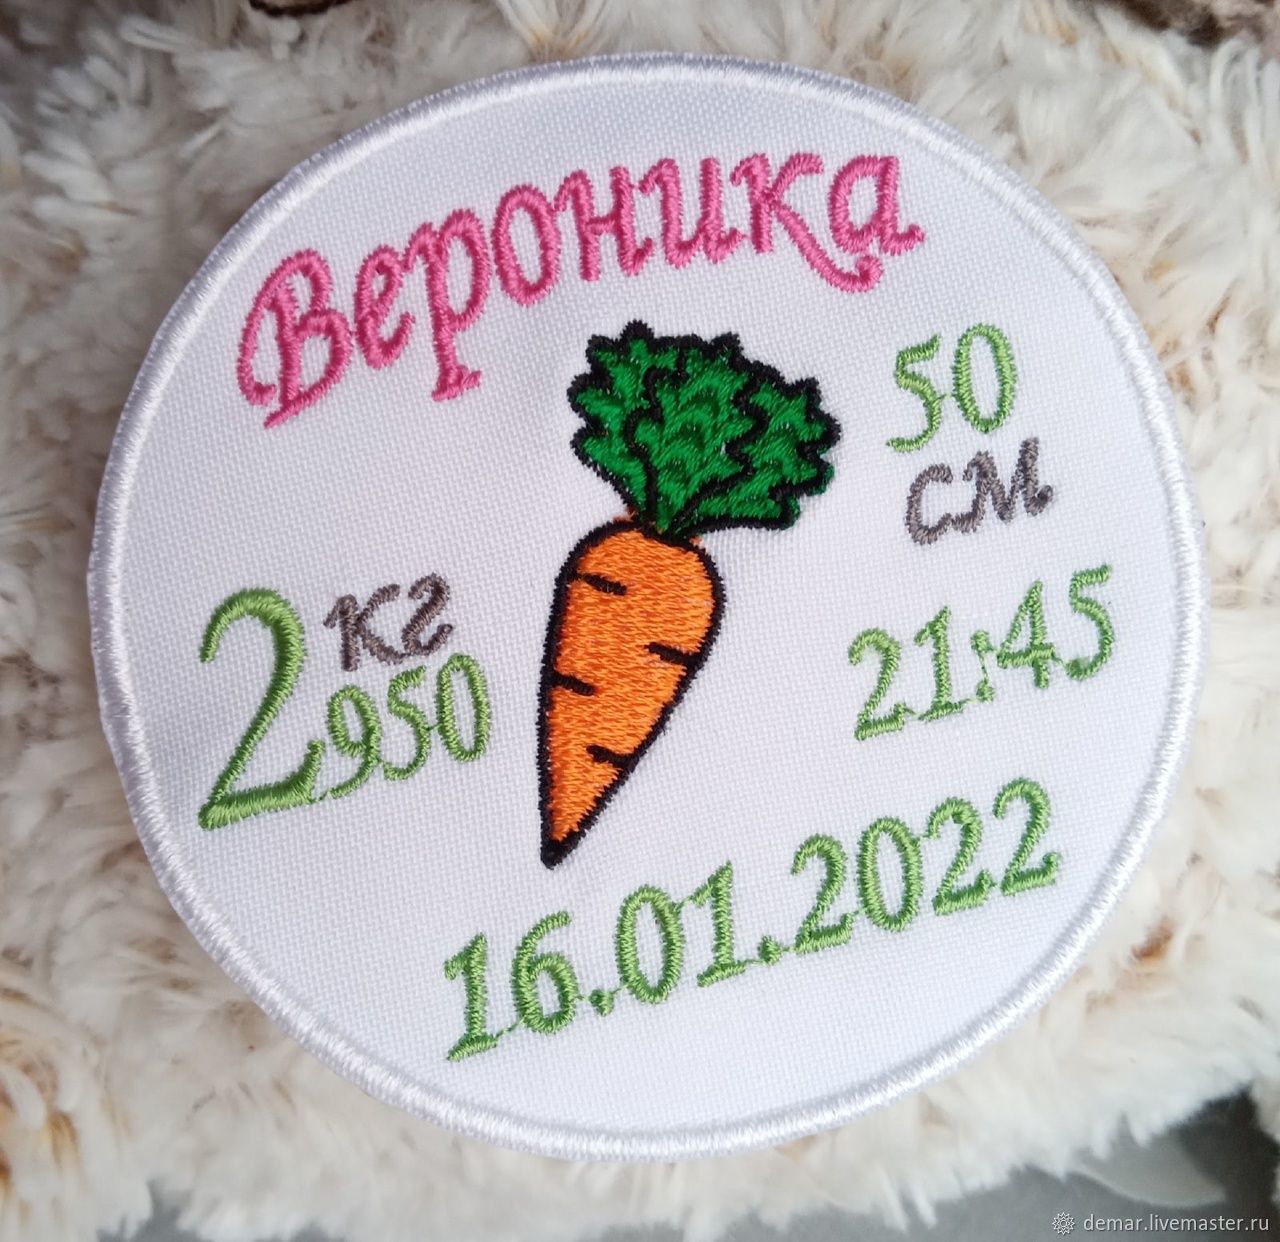 Вероника
50
см
2 кг
950
21:45
16.01.2022
demar.livemaster.ru